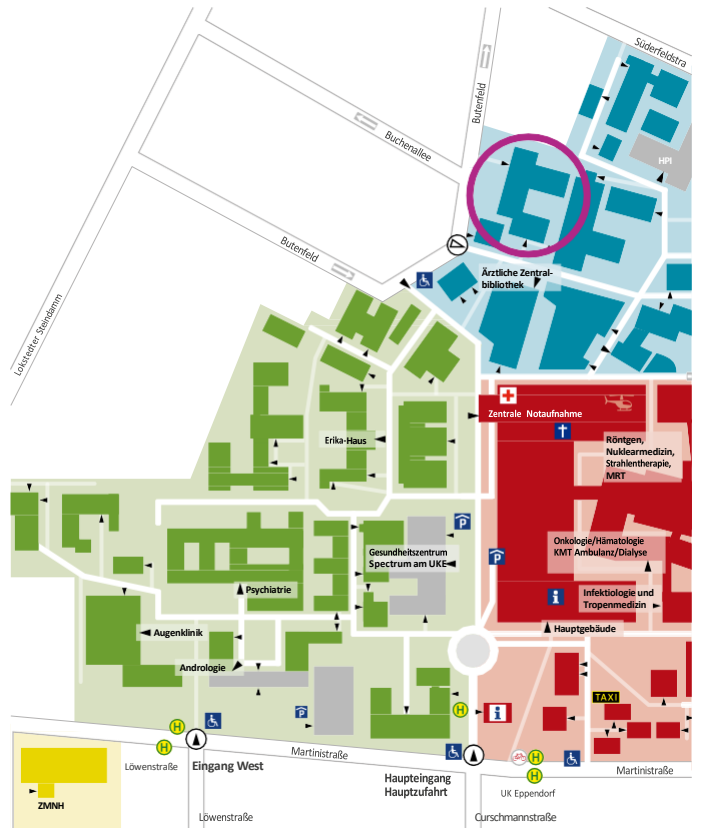 Süderfeldstra
Butenfeld
Buchenallee
HPI
Butenfeld
Ärztliche Zentral-
bibliothek
Lokstedter Steindamm
Zentrale Notaufnahme
Erika-Haus
Röntgen,
Nuklearmedizin,
Strahlentherapie,
MRT
P
Gesundheitszentrum
Spectrum am UKE
P
Onkologie/Hämatologie
KMT Ambulanz/Dialyse
Psychiatrie
i
Infektiologie und
Tropenmedizin
Augenklinik
Hauptgebäude
Andrologie
TAXI
P
H
i
H
H
Martinistraße
H
Löwenstraße
Eingang West
Haupteingang
Hauptzufahrt
H
Martinistraße
UK Eppendorf
ZMNH
Löwenstraße
Curschmannstraße